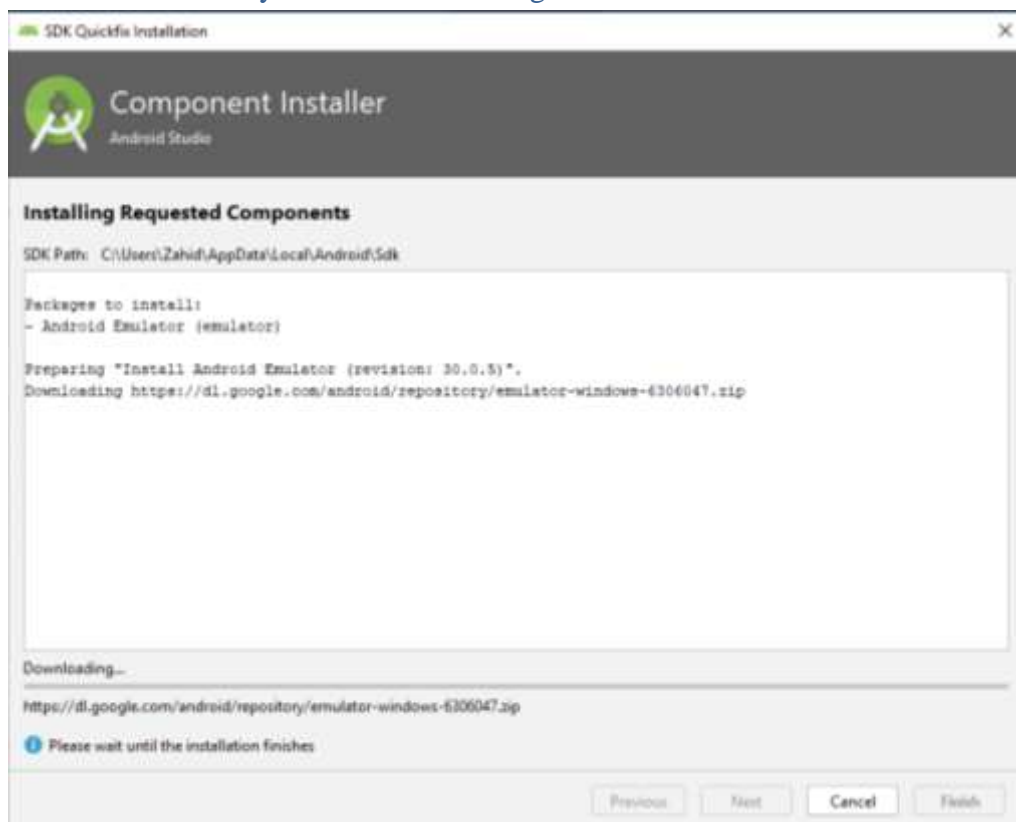 SDK Quickfix Installation
Component Installer
Android Studio
Installing Requested Components
SDK Path: C:\Users\Zahid\AppData\Local\Android\Sdk
Packages to install:
- Android Emulator (emulator)
Preparing "Install Android Emulator (revision: 30.0.5)".
Downloading https://dl.google.com/android/repository/emulator-windows-6306047.zip
Downloading...
https://dl.google.com/android/repository/emulator-windows-6306047.zip
Please wait until the installation finishes
Previous Next Cancel Finish